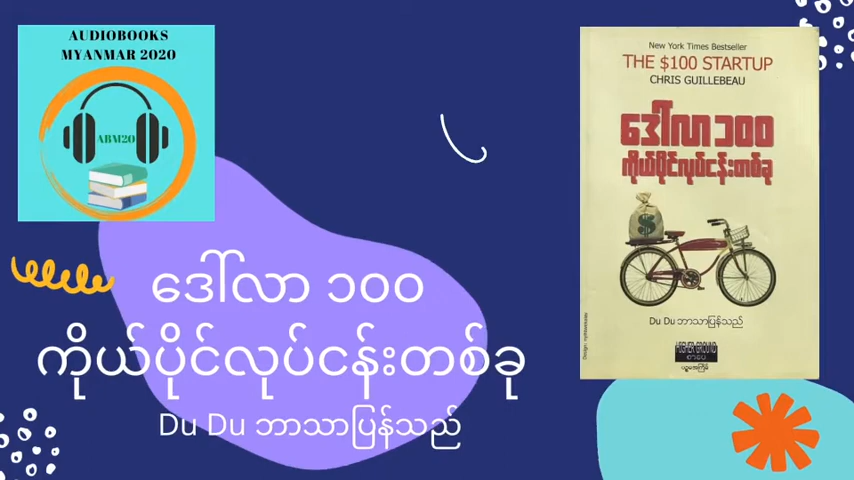 AUDIOBOOKS
MYANMAR 2020
ABM20
ဒေါ်လာ ၁၀၀
ကိုယ်ပိုင်လုပ်ငန်းတစ်ခု
Du Du ဘာသာပြန်သည်
New York Times Bestseller
THE $100 STARTUP
CHRIS GUILLEBEAU
ဒေါ်လာ ၁၀၀
ကိုယ်ပိုင်လုပ်ငန်းတစ်ခု
$
Du Du ဘာသာပြန်သည်